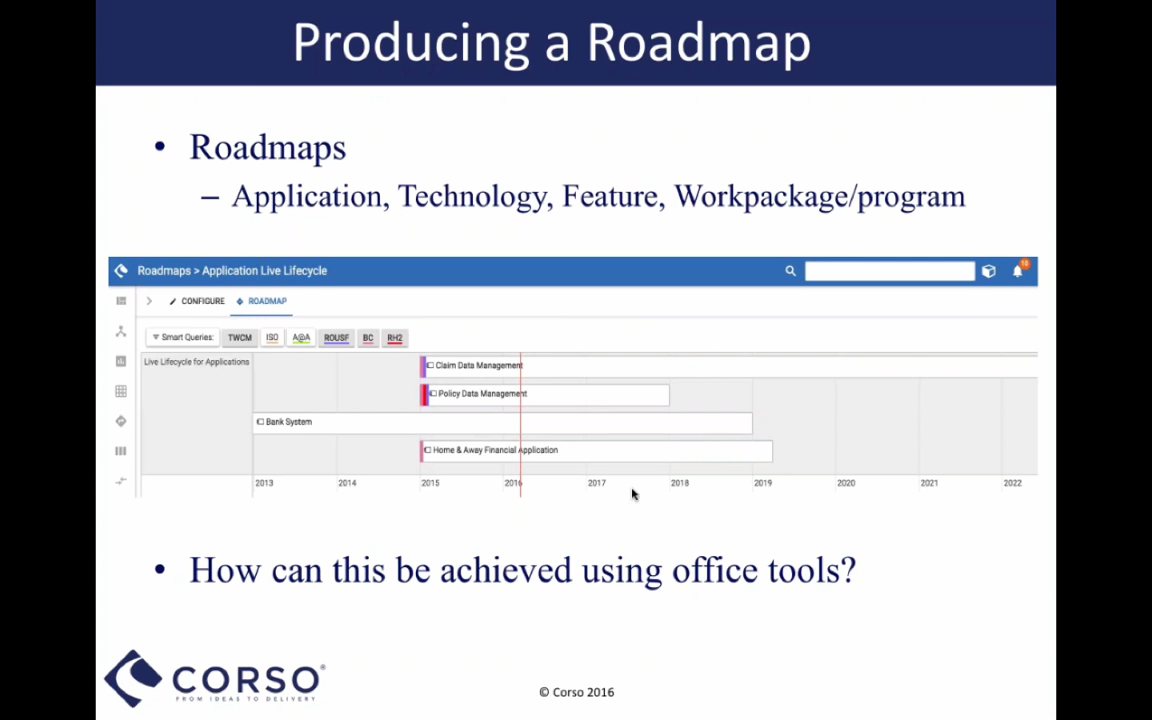 Producing a Roadmap
• Roadmaps
– Application, Technology, Feature, Workpackage/program
Roadmaps > Application Live Lifecycle
10
CONFIGURE ROADMAP
Smart Queries: TWCM ISO A@A ROUSF BC RH2
Live Lifecycle for Applications
Claim Data Management
Policy Data Management
Bank System
Home & Away Financial Application
2013 2014 2015 2016 2017 2018 2019 2020 2021 2022
• How can this be achieved using office tools?
CORSO®
FROM IDEAS TO DELIVERY
© Corso 2016